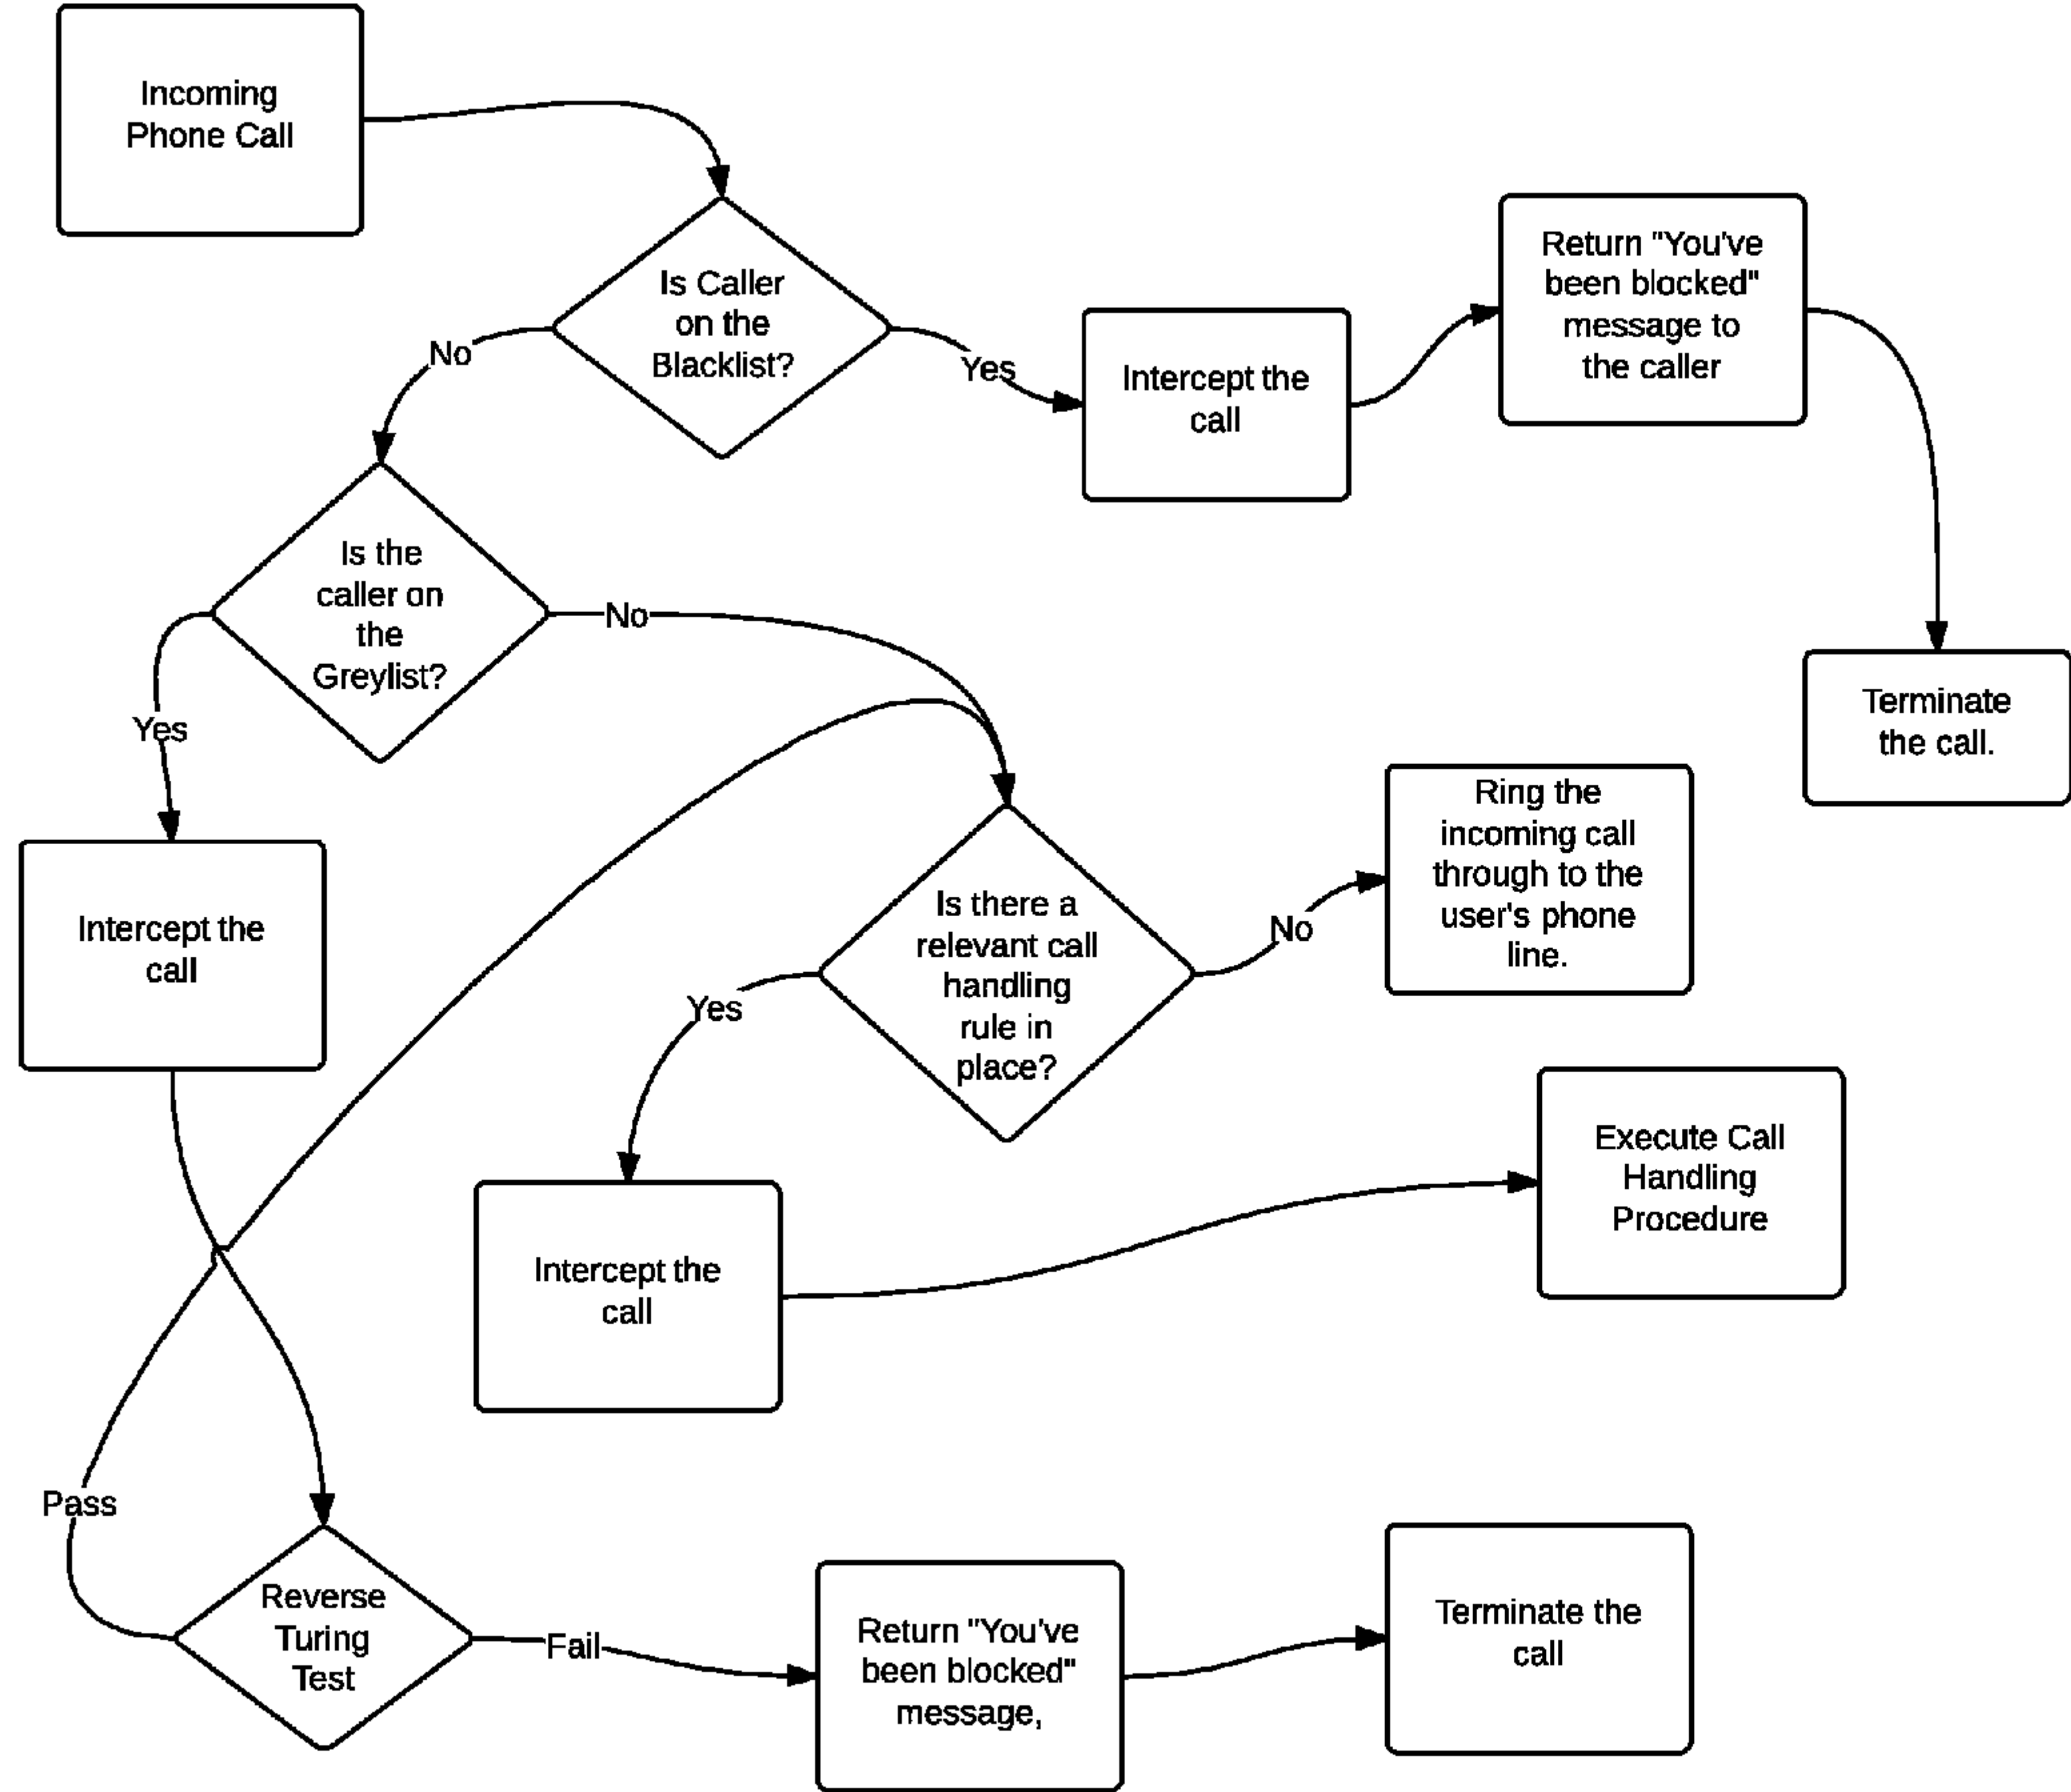 Incoming
Phone Call
Is Caller
on the
Blacklist?
No
Yes
Intercept the
call
Return "You've
been blocked"
message to
the caller
Terminate
the call.
Is the
caller on
the
Greylist?
No
Yes
Intercept the
call
Is there a
relevant call
handling
rule in
place?
No
Ring the
incoming call
through to the
user's phone
line.
Yes
Intercept the
call
Execute Call
Handling
Procedure
Pass
Reverse
Turing
Test
Fail
Return "You've
been blocked"
message,
Terminate the
call